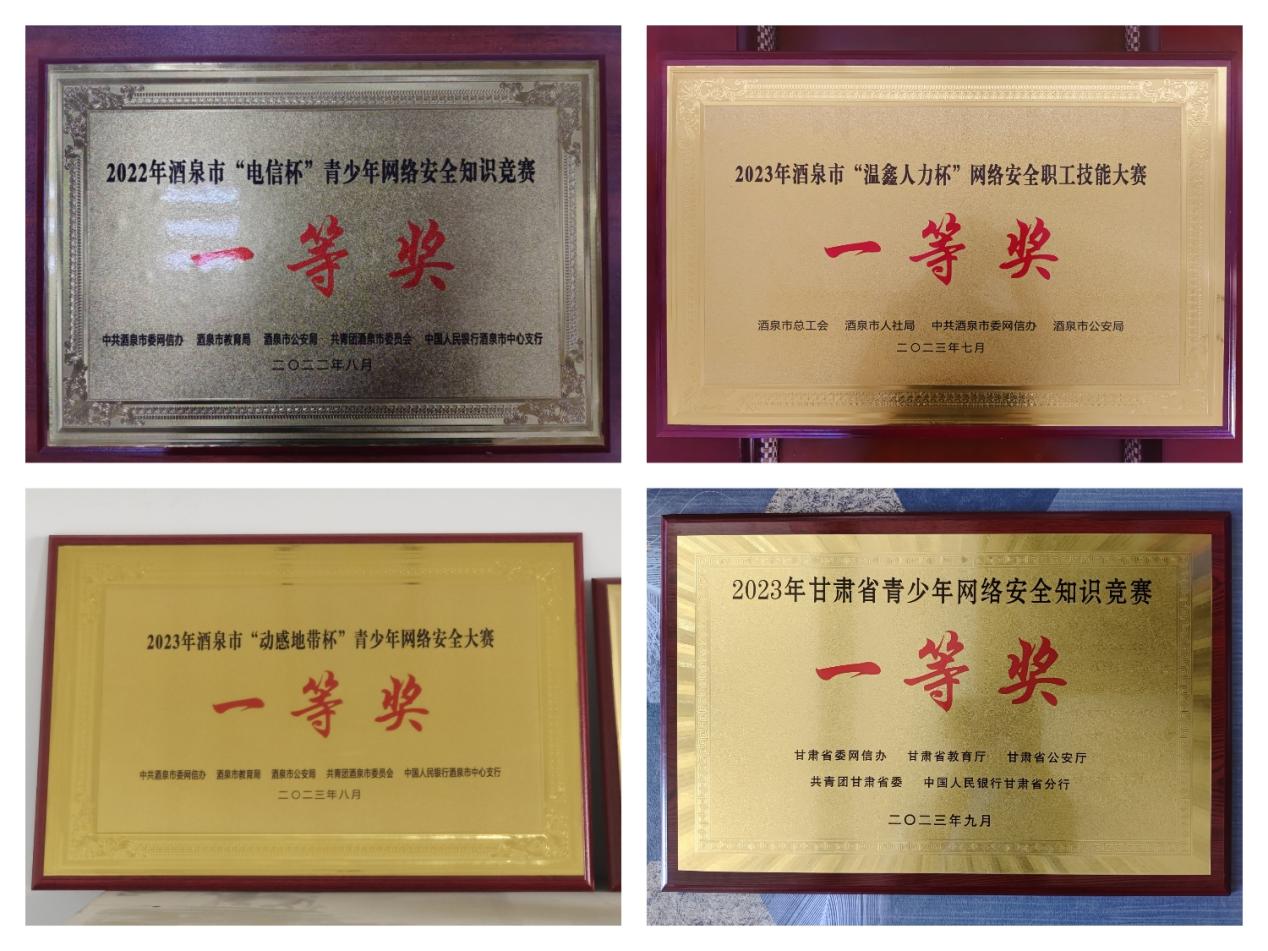 2022年酒泉市“电信杯”青少年网络安全知识竞赛
一等奖
中共酒泉市委网信办 酒泉市教育局 酒泉市公安局 共青团酒泉市委员会 中国人民银行酒泉市中心支行
二〇二二年八月
2023年酒泉市“温鑫人力杯”网络安全职工技能大赛
一等奖
酒泉市总工会 酒泉市人社局 中共酒泉市委网信办 酒泉市公安局
二〇二三年七月
2023年酒泉市“动感地带杯”青少年网络安全大赛
一等奖
中共酒泉市委网信办 酒泉市教育局 酒泉市公安局 共青团酒泉市委员会 中国人民银行酒泉市中心支行
二〇二三年八月
2023年甘肃省青少年网络安全知识竞赛
一等奖
甘肃省委网信办 甘肃省教育厅 甘肃省公安厅
共青团甘肃省委 中国人民银行甘肃省分行
二〇二三年九月